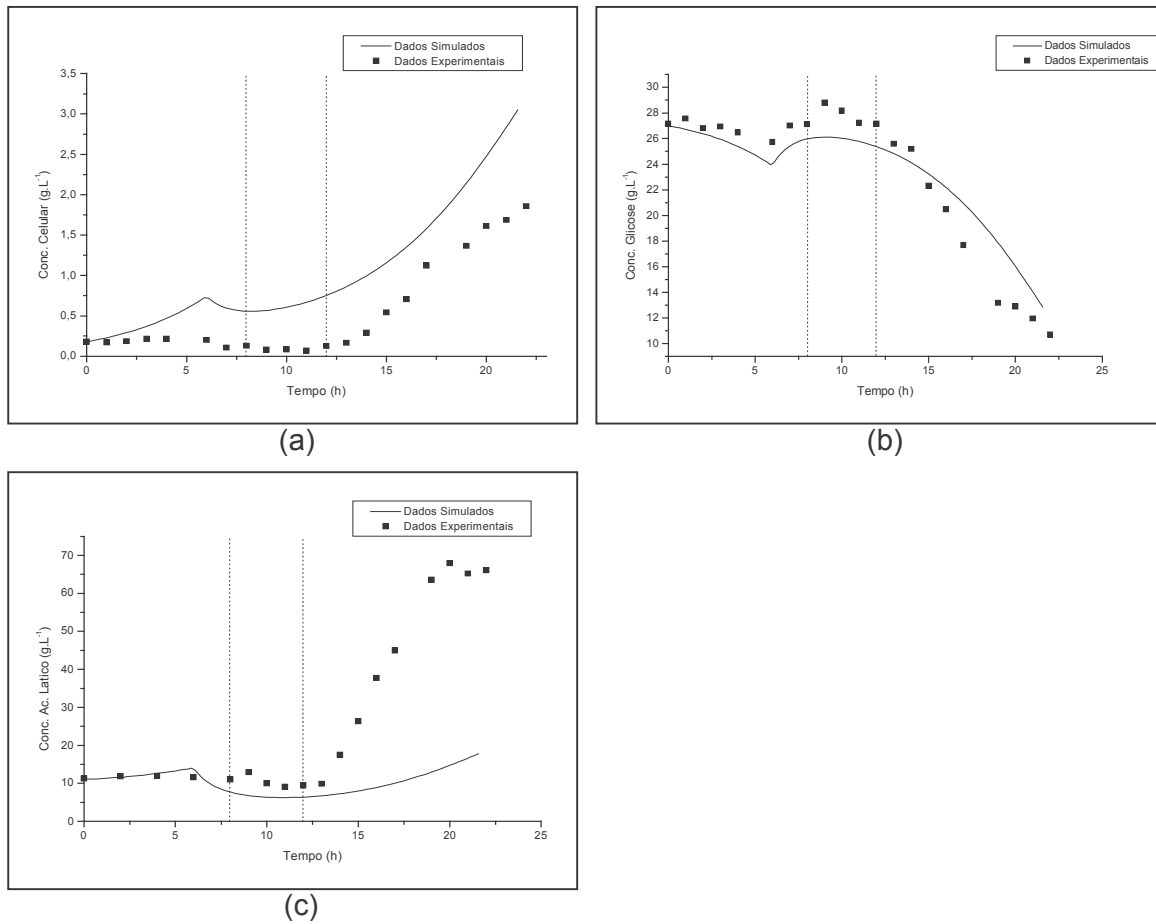 Dados Simulados
Dados Experimentais
3,5
3,0
2,5
2,0
1,5
1,0
0,5
0,0
Conc. Celular (g.L⁻¹)
0
5
10
15
20
Tempo (h)
(a)
Dados Simulados
Dados Experimentais
30
28
26
24
22
20
18
16
14
12
10
Conc. Glicose (g.L⁻¹)
0
5
10
15
20
25
Tempo (h)
(b)
Dados Simulados
Dados Experimentais
70
60
50
40
30
20
10
0
Conc. Ac. Latico (g.L⁻¹)
0
5
10
15
20
25
Tempo (h)
(c)